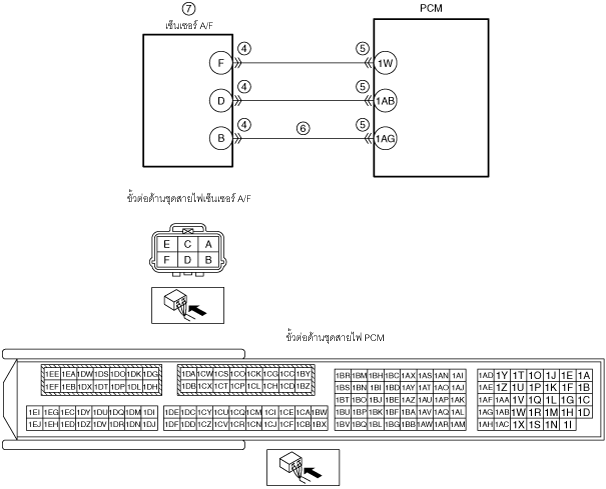 ⑦
เซ็นเซอร์ A/F
PCM
F ④ ⑤ 1W
D ④ ⑤ 1AB
B ④ ⑥ ⑤ 1AG
ขั้วต่อด้านชุดสายไฟเซ็นเซอร์ A/F
E C A
F D B
ขั้วต่อด้านชุดสายไฟ PCM
1EE 1EA 1DW 1DS 1DO 1DK 1DG 1DA 1CW 1CS 1CO 1CK 1CG 1CC 1BY
1EF 1EB 1DX 1DT 1DP 1DL 1DH 1DB 1CX 1CT 1CP 1CL 1CH 1CD 1BZ
1EI 1EG 1EC 1DY 1DU 1DQ 1DM 1DI 1DE 1DC 1CY 1CU 1CQ 1CM 1CI 1CE 1CA 1BW
1EJ 1EH 1ED 1DZ 1DV 1DR 1DN 1DJ 1DF 1DD 1CZ 1CV 1CR 1CN 1CJ 1CF 1CB 1BX
1BR 1BM 1BH 1BC 1AX 1AS 1AN 1AI 1AD 1Y 1T 1O 1J 1E 1A
1BS 1BN 1BI 1BD 1AY 1AT 1AO 1AJ 1AE 1Z 1U 1P 1K 1F 1B
1BT 1BO 1BJ 1BE 1AZ 1AU 1AP 1AK 1AF 1AA 1V 1Q 1L 1G 1C
1BU 1BP 1BK 1BF 1BA 1AV 1AQ 1AL 1AG 1AB 1W 1R 1M 1H 1D
1BV 1BQ 1BL 1BG 1BB 1AW 1AR 1AM 1AH 1AC 1X 1S 1N 1I